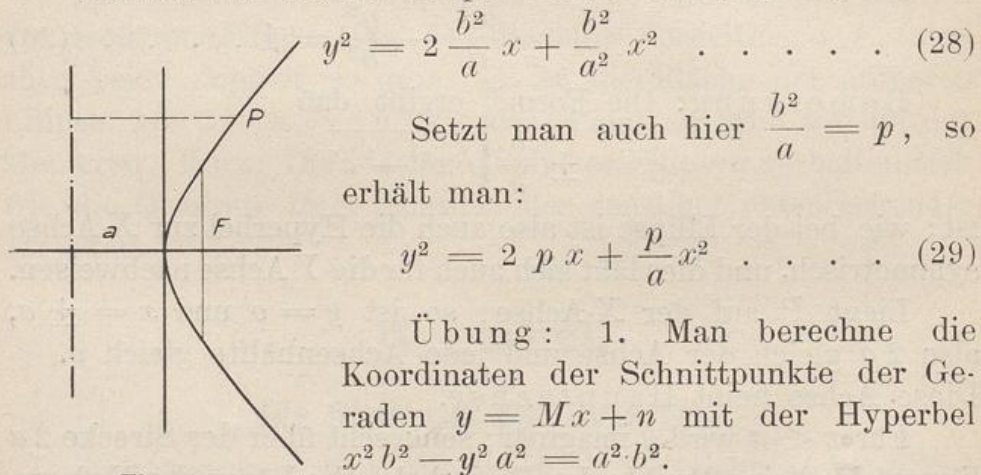 y² = 2 b²/a x + b²/a² x² . . . . . (28)
Setzt man auch hier b²/a = p, so
erhält man:
y² = 2 p x + p/a x² . . . . (29)
Übung: 1. Man berechne die
Koordinaten der Schnittpunkte der Ge-
raden y = Mx + n mit der Hyperbel
x² b² — y² a² = a²·b².
P
a
F